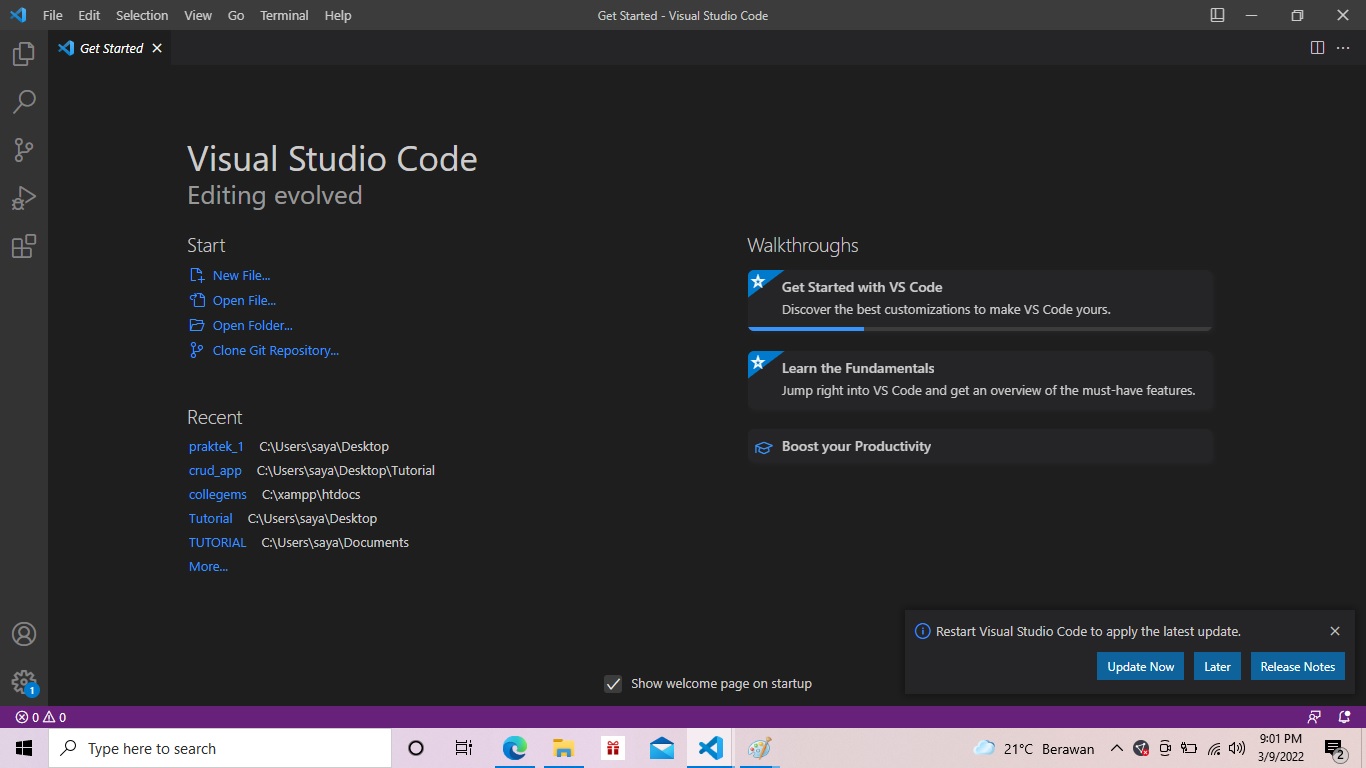 File Edit Selection View Go Terminal Help
Get Started - Visual Studio Code
Get Started
Visual Studio Code
Editing evolved
Start
New File...
Open File...
Open Folder...
Clone Git Repository...
Recent
praktek_1 C:\Users\saya\Desktop
crud_app C:\Users\saya\Desktop\Tutorial
collegems C:\xampp\htdocs
Tutorial C:\Users\saya\Desktop
TUTORIAL C:\Users\saya\Documents
More...
Walkthroughs
Get Started with VS Code
Discover the best customizations to make VS Code yours.
Learn the Fundamentals
Jump right into VS Code and get an overview of the must-have features.
Boost your Productivity
Restart Visual Studio Code to apply the latest update.
Update Now Later Release Notes
Show welcome page on startup
1
0 0
Type here to search
21°C Berawan
9:01 PM
3/9/2022
2